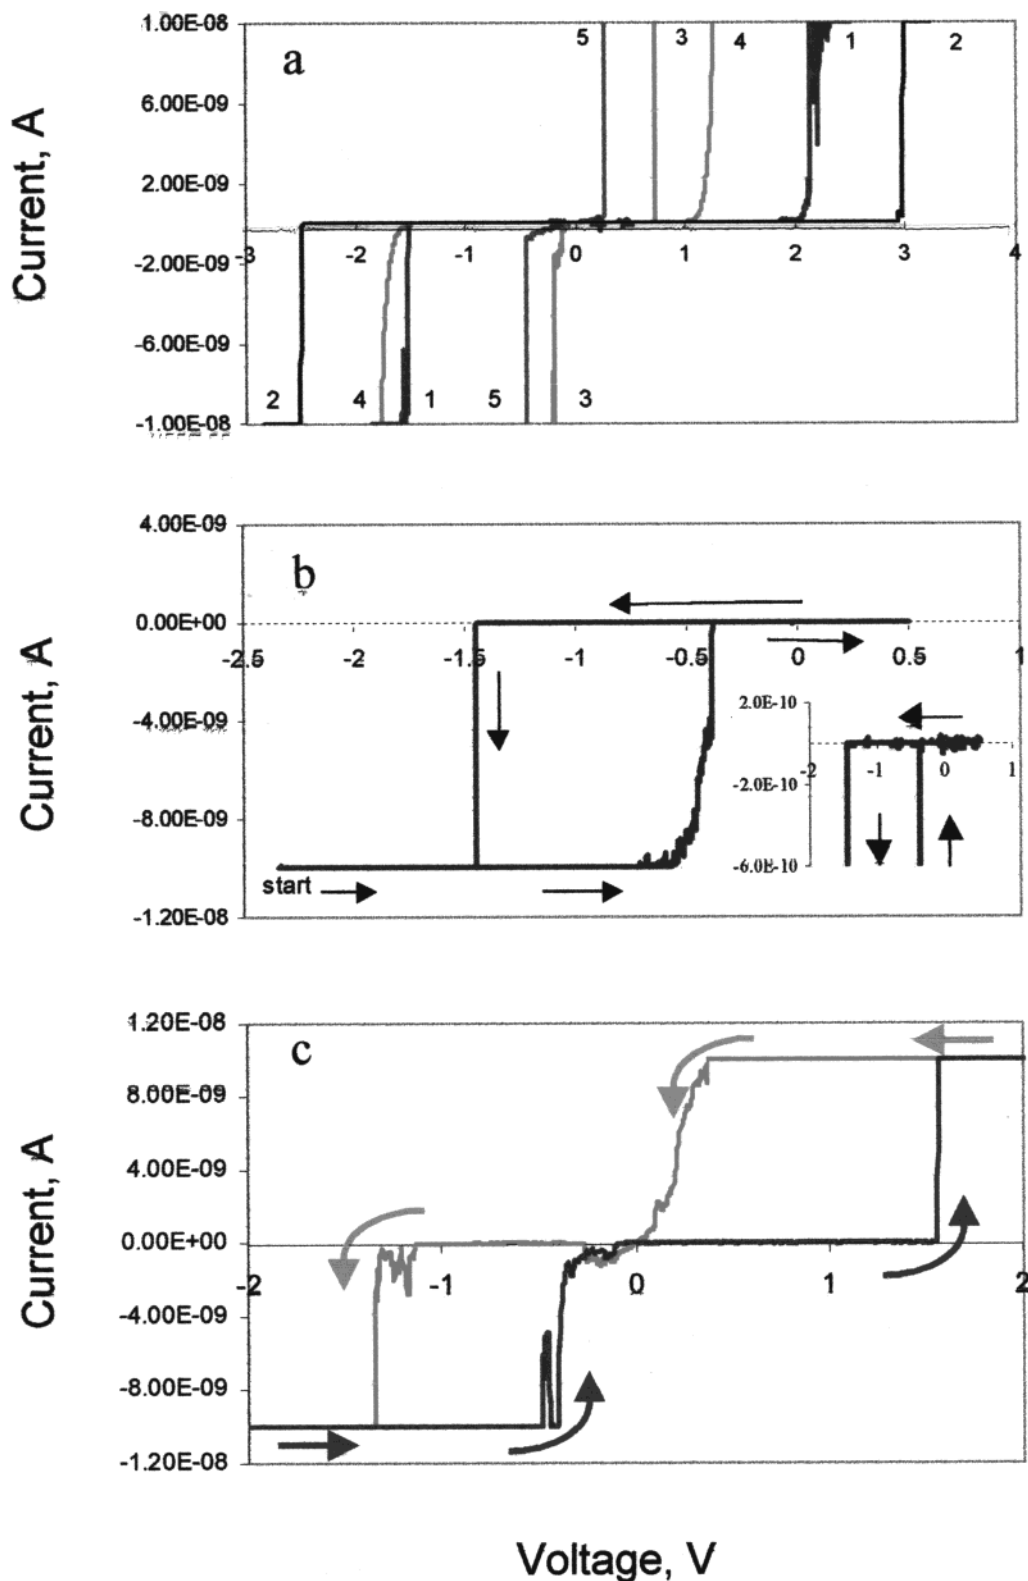 1.00E-08
a
5 3 4 1 2
6.00E-09
2.00E-09
-3 -2 -1 0 1 2 3 4
-2.00E-09
-6.00E-09
2 4 1 5 3
-1.00E-08
Current, A
4.00E-09
b
0.00E+00
-2.5 -2 -1.5 -1 -0.5 0 0.5 1
-4.00E-09
2.0E-10
-2 -1 0 1
-2.0E-10
-8.00E-09
-6.0E-10
start
-1.20E-08
Current, A
1.20E-08
c
8.00E-09
4.00E-09
0.00E+00
-2 -1 0 1 2
-4.00E-09
-8.00E-09
-1.20E-08
Current, A
Voltage, V